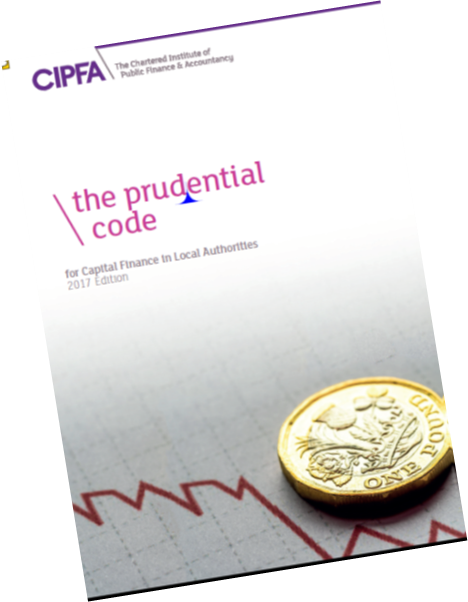 CIPFA
The Chartered Institute of
Public Finance & Accountancy
the prudential
code
for Capital Finance in Local Authorities
2017 Edition
ONE POUND